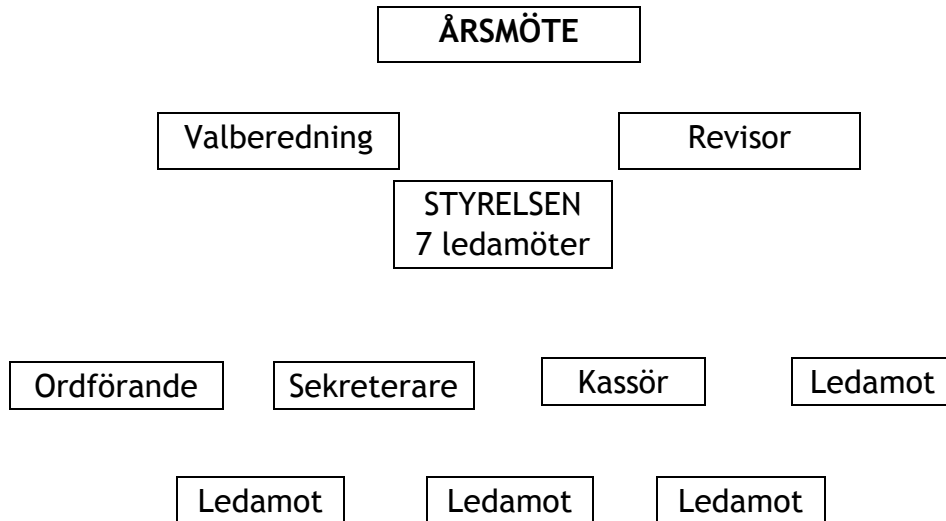 ÅRSMÖTE
Valberedning
Revisor
STYRELSEN
7 ledamöter
Ordförande
Sekreterare
Kassör
Ledamot
Ledamot
Ledamot
Ledamot